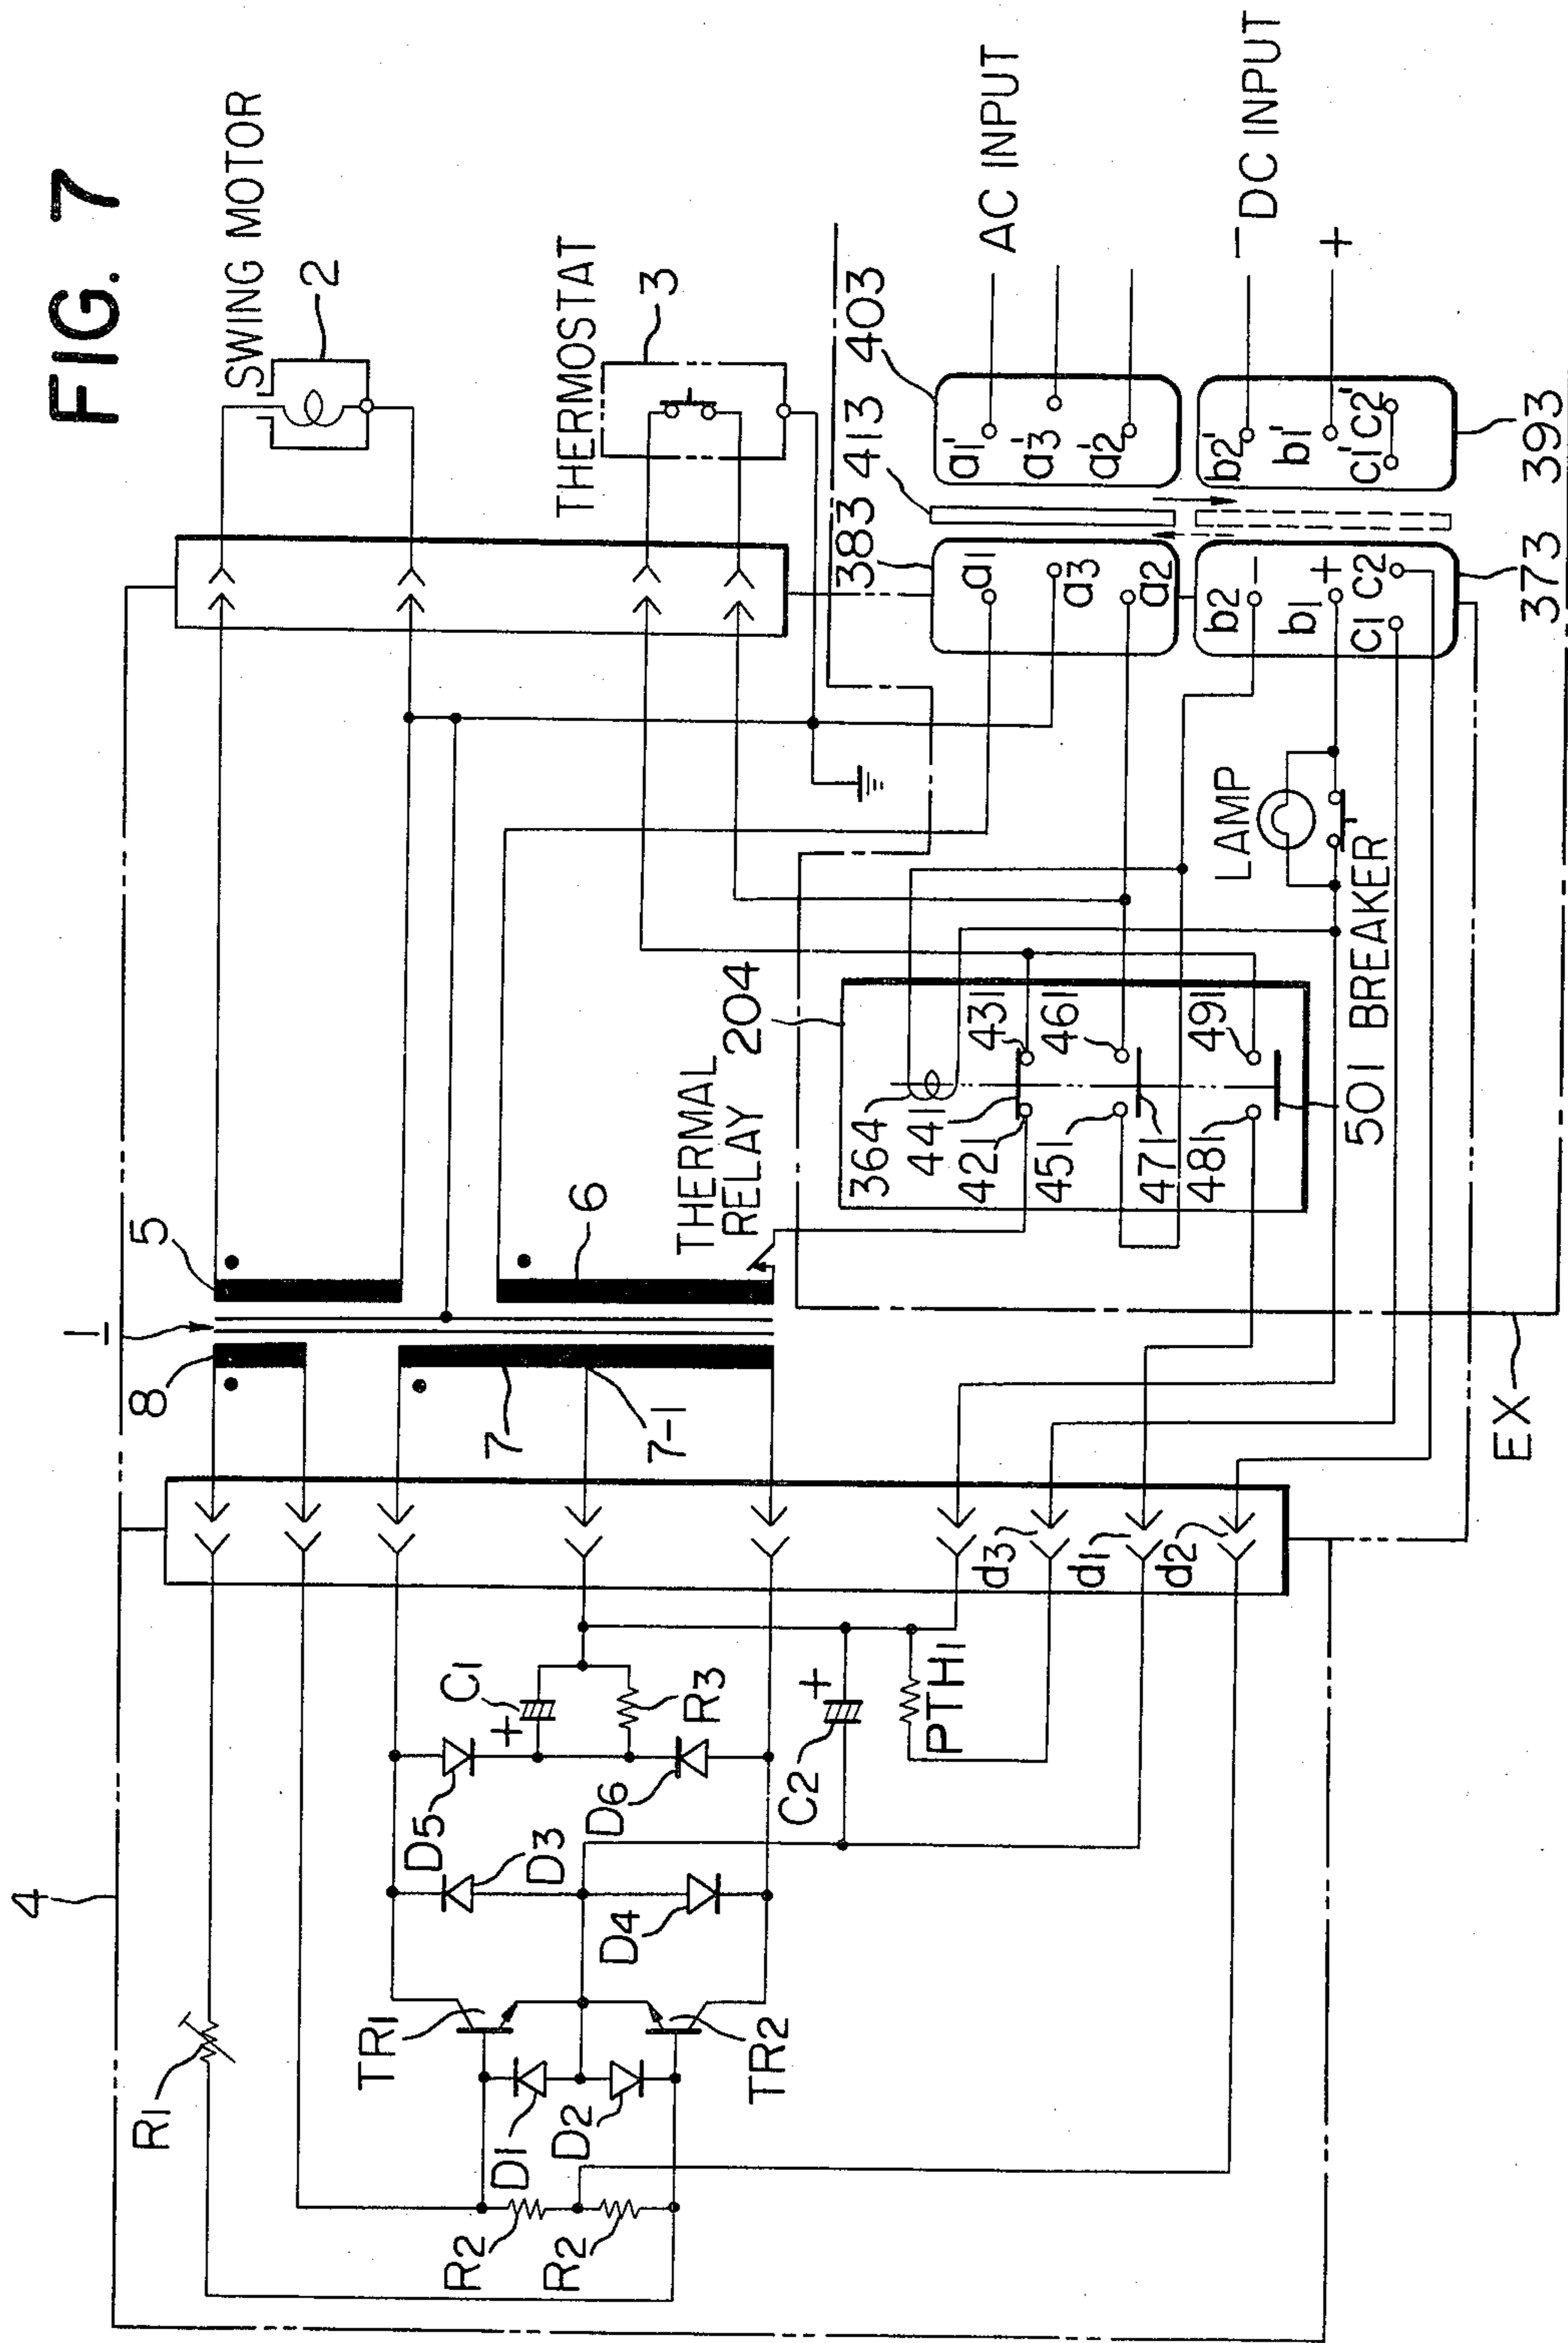 FIG. 7
SWING MOTOR
2
THERMOSTAT
3
403
413
383
AC INPUT
a1'
a3'
a2'
a1
a3
a2
DC INPUT
−
+
b2'
b1'
c1' c2'
b2 −
b1 +
c1 c2
393
373
LAMP
BREAKER
THERMAL
RELAY
204
364
441
421
431
451
461
471
481
491
501
EX
5
6
1
8
7
7-1
4
d3
d1
d2
C1
+
R3
D5
D6
D3
D4
C2
+
PTH1
R1
TR1
TR2
D1
D2
R2
R2